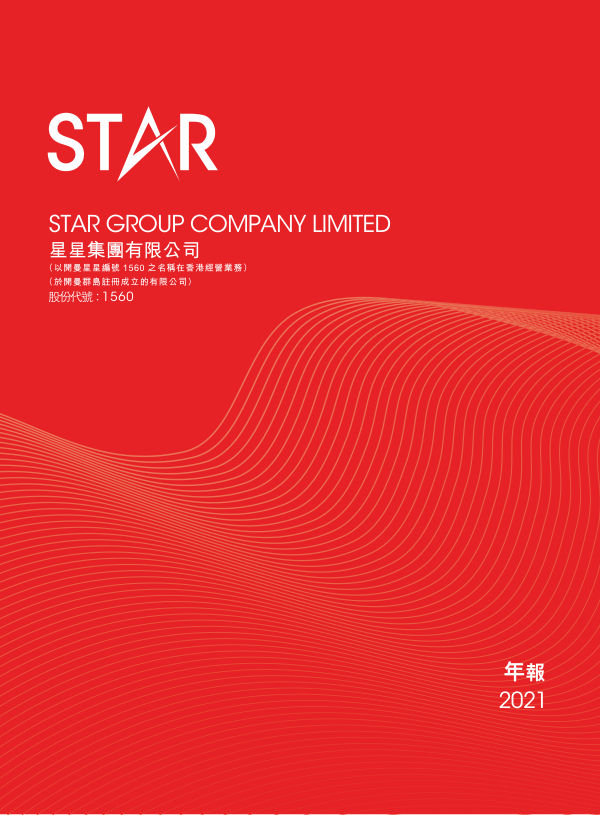 STAR
STAR GROUP COMPANY LIMITED
星星集團有限公司
(以開曼星星編號 1560 之名稱在香港經營業務)
(於開曼群島註冊成立的有限公司)
股份代號：1560
年報
2021